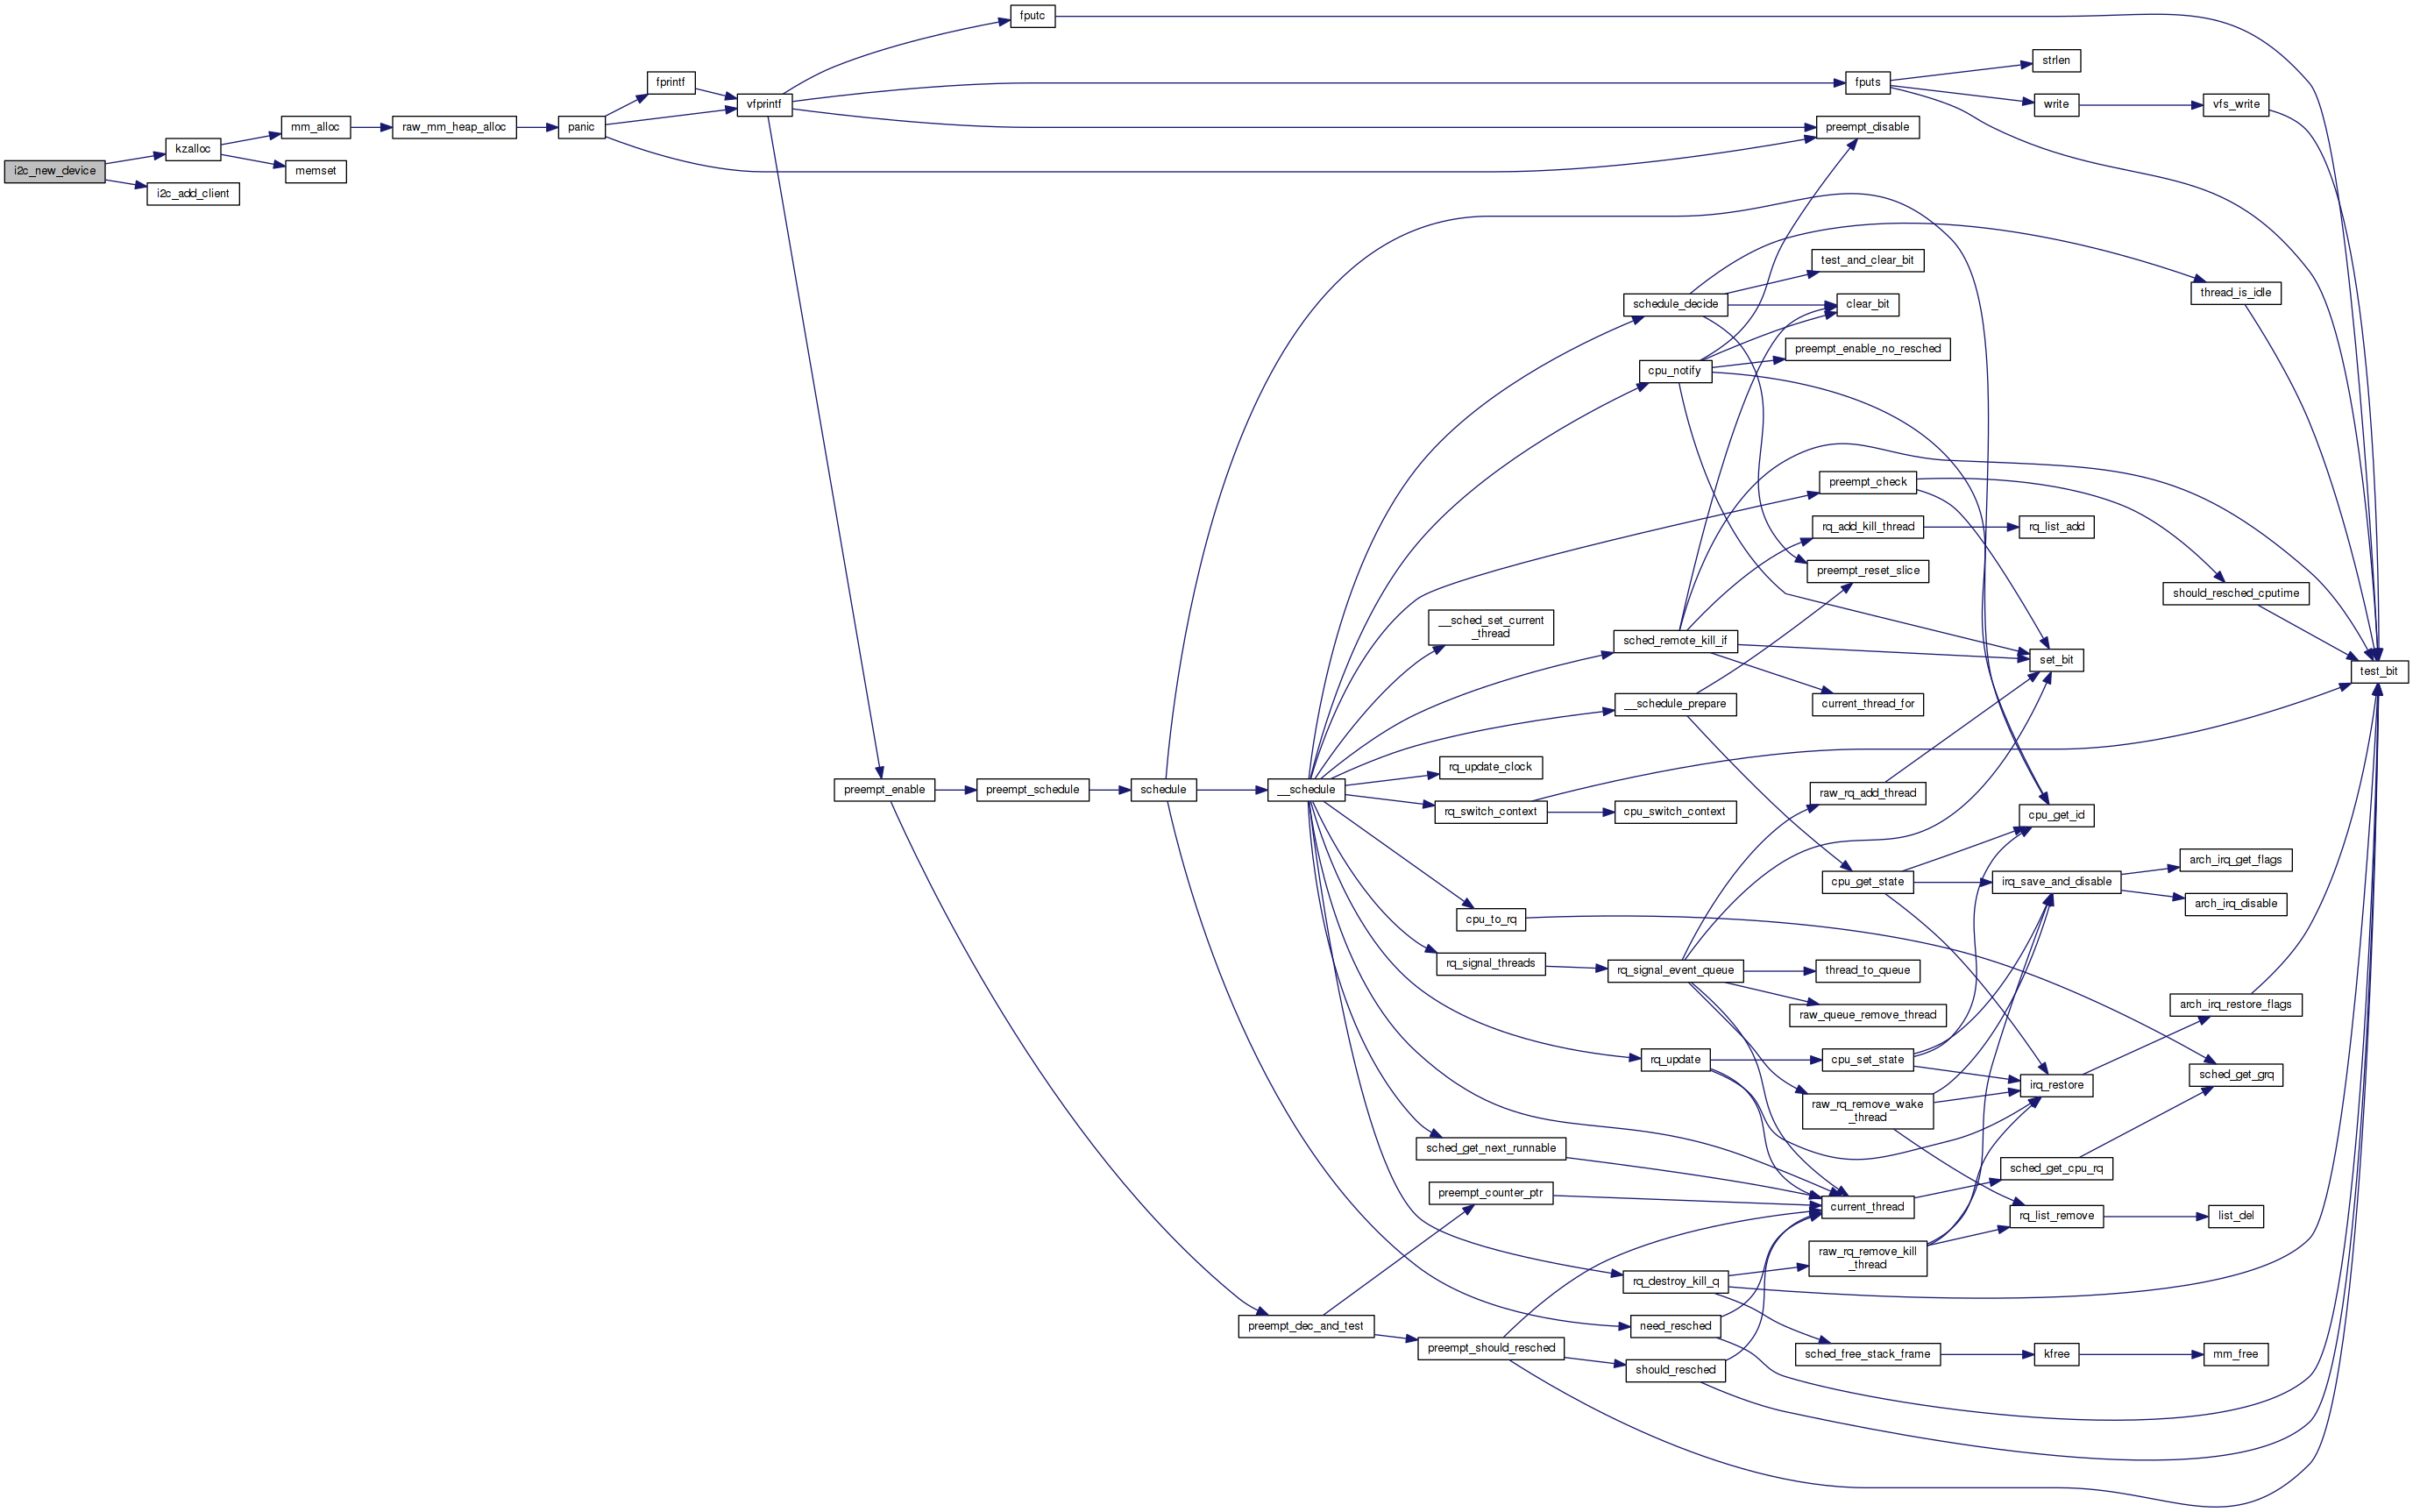 fputc
strlen
fprintf
fputs
vfprintf
write
vfs_write
mm_alloc
raw_mm_heap_alloc
panic
preempt_disable
kzalloc
i2c_new_device
memset
i2c_add_client
test_and_clear_bit
thread_is_idle
schedule_decide
clear_bit
preempt_enable_no_resched
cpu_notify
preempt_check
rq_add_kill_thread
rq_list_add
preempt_reset_slice
should_resched_cputime
__sched_set_current
_thread
sched_remote_kill_if
set_bit
test_bit
__schedule_prepare
current_thread_for
rq_update_clock
preempt_enable
preempt_schedule
schedule
__schedule
raw_rq_add_thread
rq_switch_context
cpu_switch_context
cpu_get_id
arch_irq_get_flags
cpu_get_state
irq_save_and_disable
arch_irq_disable
cpu_to_rq
rq_signal_threads
rq_signal_event_queue
thread_to_queue
raw_queue_remove_thread
arch_irq_restore_flags
rq_update
cpu_set_state
sched_get_grq
irq_restore
raw_rq_remove_wake
_thread
sched_get_next_runnable
sched_get_cpu_rq
preempt_counter_ptr
current_thread
rq_list_remove
list_del
raw_rq_remove_kill
_thread
rq_destroy_kill_q
preempt_dec_and_test
need_resched
preempt_should_resched
sched_free_stack_frame
kfree
mm_free
should_resched